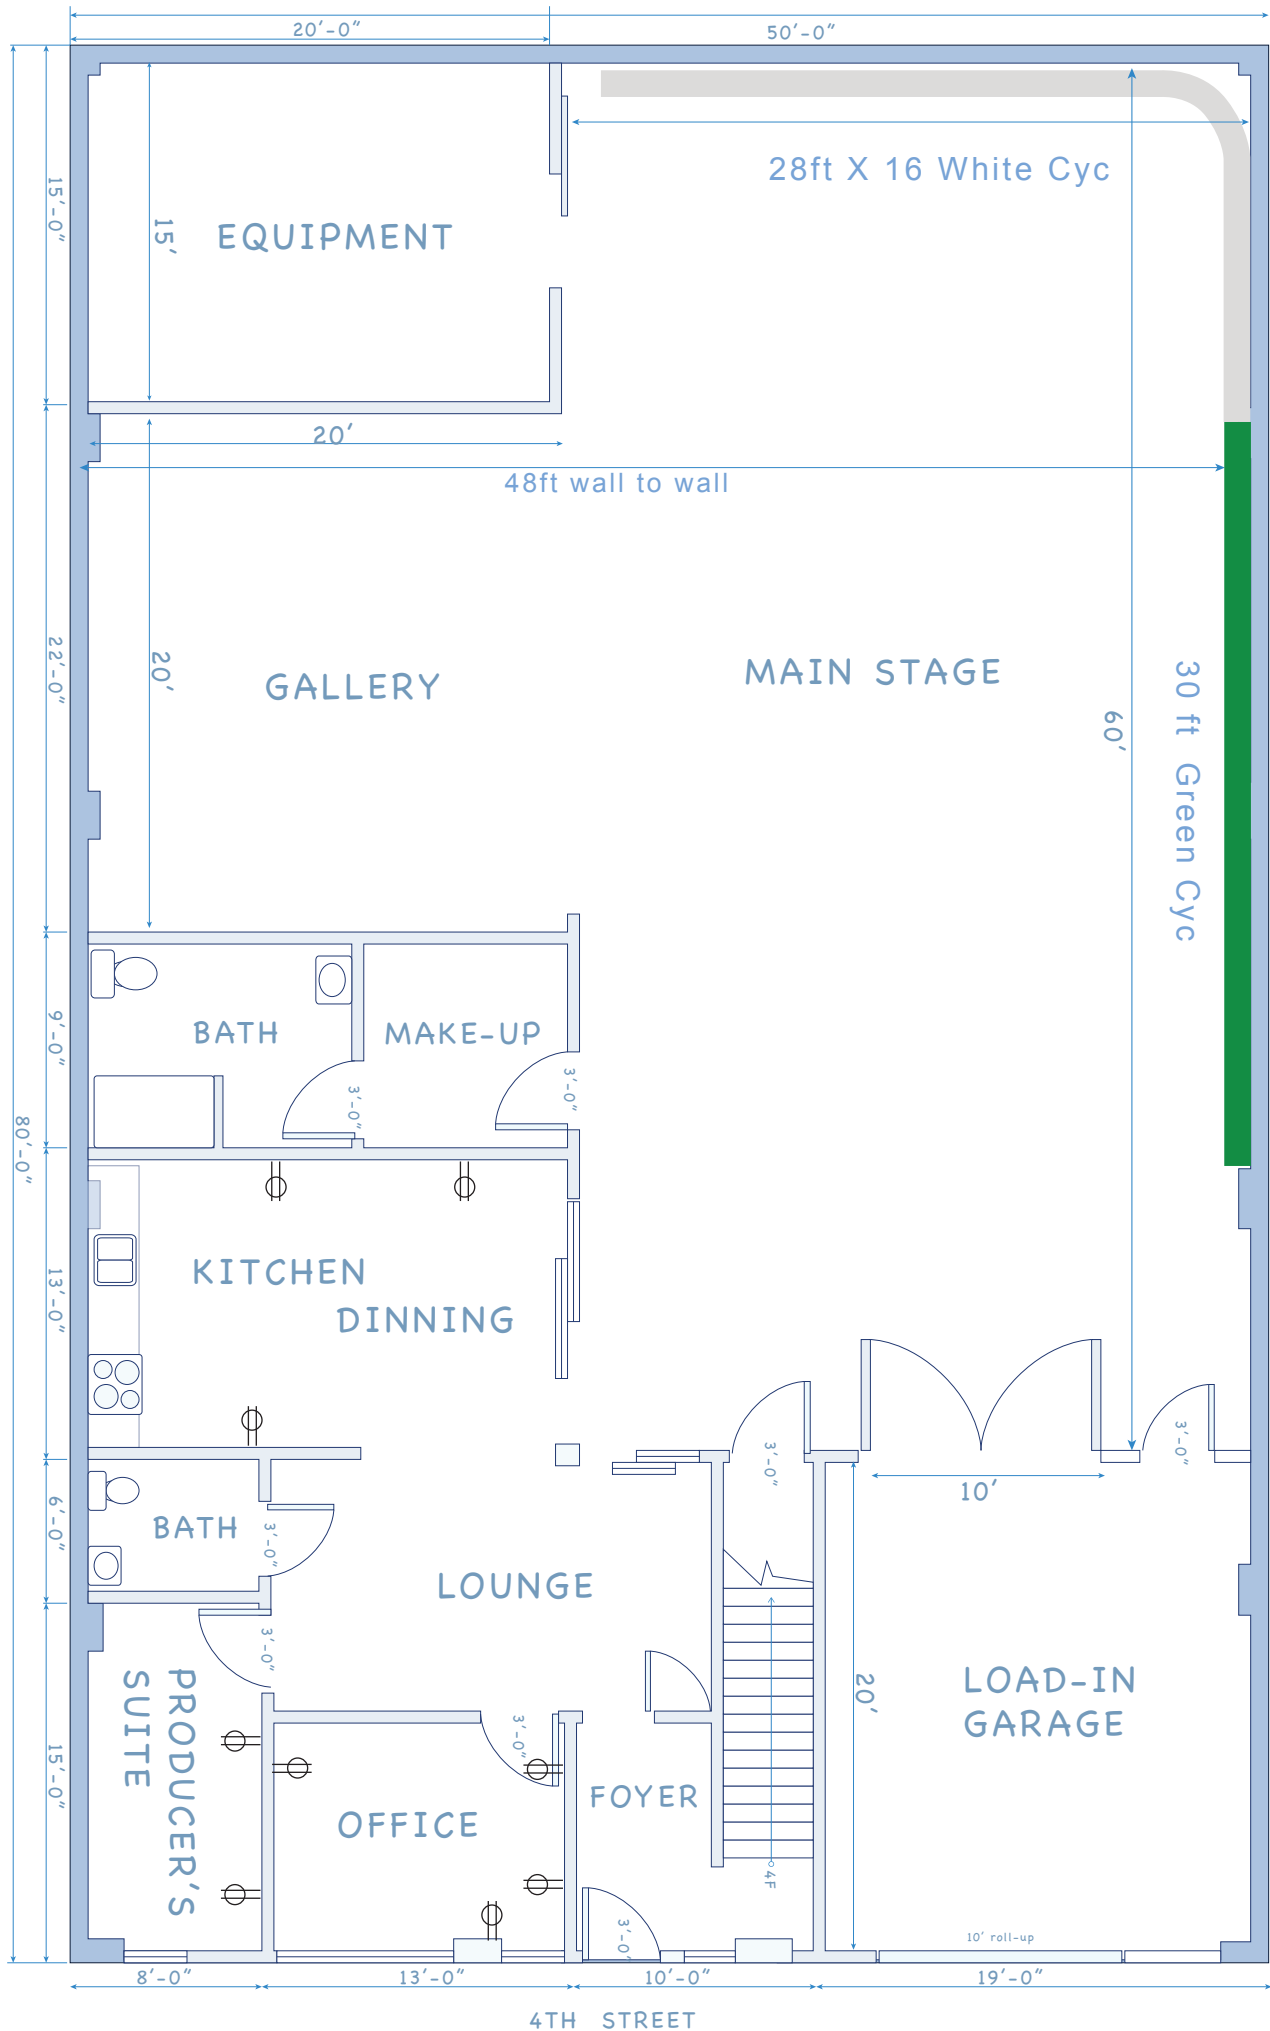 20'-0"
50'-0"
28ft X 16 White Cyc
15'-0"
15'
EQUIPMENT
20'
48ft wall to wall
22'-0"
20'
GALLERY
MAIN STAGE
60'
30 ft Green Cyc
9'-0"
BATH
MAKE-UP
3'-0"
3'-0"
80'-0"
KITCHEN
DINNING
13'-0"
3'-0"
3'-0"
10'
6'-0"
BATH
3'-0"
LOUNGE
3'-0"
PRODUCER'S
SUITE
15'-0"
3'-0"
OFFICE
FOYER
20'
LOAD-IN
GARAGE
4F
3'-0'
10' roll-up
8'-0"
13'-0"
10'-0"
19'-0"
4TH STREET